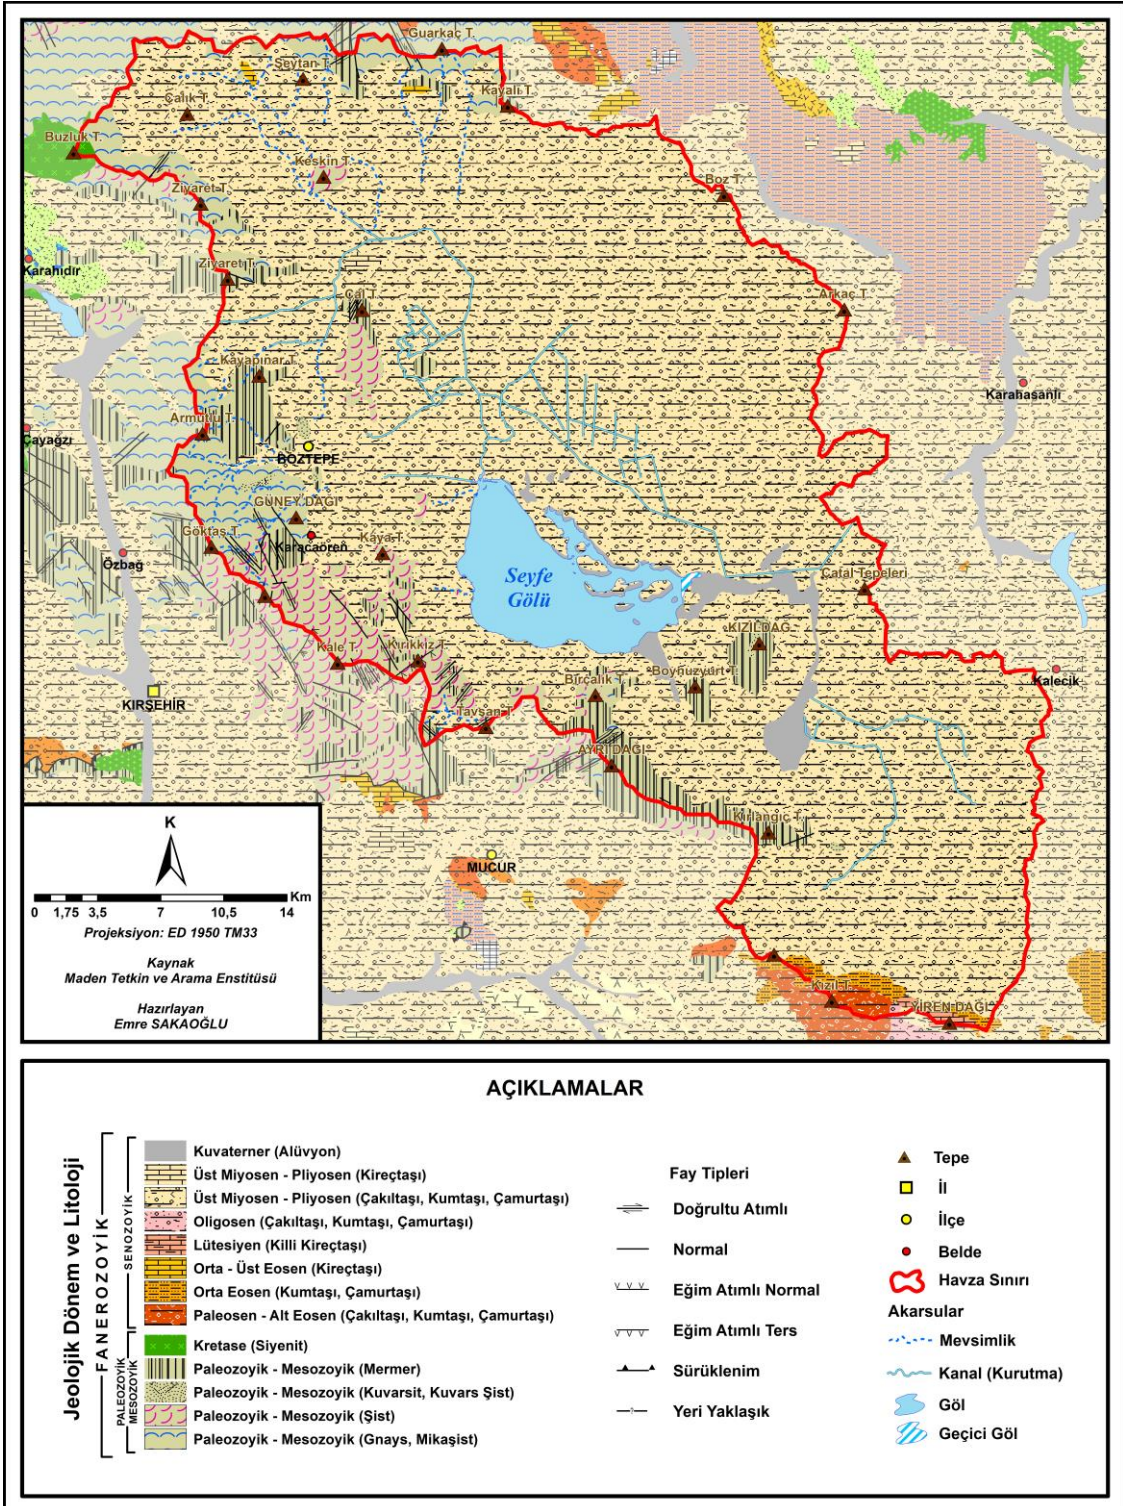 Guarkaç T.
Şeytan T.
Kayalı T.
Çalık T.
Buzluk T.
Keskin T.
Boz T.
Ziyaret T.
Ziyaret T.
Karahıdır
Çal T.
Arkaç T.
Kayapınar T.
Karahasanlı
Armutlu T.
Çayağzı
BOZTEPE
GÜNEY DAĞI
Göktaş T.
Karacaören
Kaya T.
Özbağ
Seyfe
Gölü
Çatal Tepeleri
KIZILDAĞ
Kale T.
Kırıkkız T.
Boynuzyurt T.
Kalecik
Birçalık T.
KIRŞEHİR
Tavşan T.
AYRI DAĞI
Kırlangıç T.
MUCUR
Kızıl T.
YİREN DAĞI
K
Km
0 1,75 3,5 7 10,5 14
Projeksiyon: ED 1950 TM33
Kaynak
Maden Tetkin ve Arama Enstitüsü
Hazırlayan
Emre SAKAOĞLU
AÇIKLAMALAR
Jeolojik Dönem ve Litoloji
FANEROZOYİK
SENOZOYİK
PALEOZOYİK
MESOZOYİK
Kuvaterner (Alüvyon)
Üst Miyosen - Pliyosen (Kireçtaşı)
Üst Miyosen - Pliyosen (Çakıltaşı, Kumtaşı, Çamurtaşı)
Oligosen (Çakıltaşı, Kumtaşı, Çamurtaşı)
Lütesiyen (Killi Kireçtaşı)
Orta - Üst Eosen (Kireçtaşı)
Orta Eosen (Kumtaşı, Çamurtaşı)
Paleosen - Alt Eosen (Çakıltaşı, Kumtaşı, Çamurtaşı)
Kretase (Siyenit)
Paleozoyik - Mesozoyik (Mermer)
Paleozoyik - Mesozoyik (Kuvarsit, Kuvars Şist)
Paleozoyik - Mesozoyik (Şist)
Paleozoyik - Mesozoyik (Gnays, Mikaşist)
Fay Tipleri
Doğrultu Atımlı
Normal
Eğim Atımlı Normal
Eğim Atımlı Ters
Sürüklenim
Yeri Yaklaşık
Tepe
İl
İlçe
Belde
Havza Sınırı
Akarsular
Mevsimlik
Kanal (Kurutma)
Göl
Geçici Göl